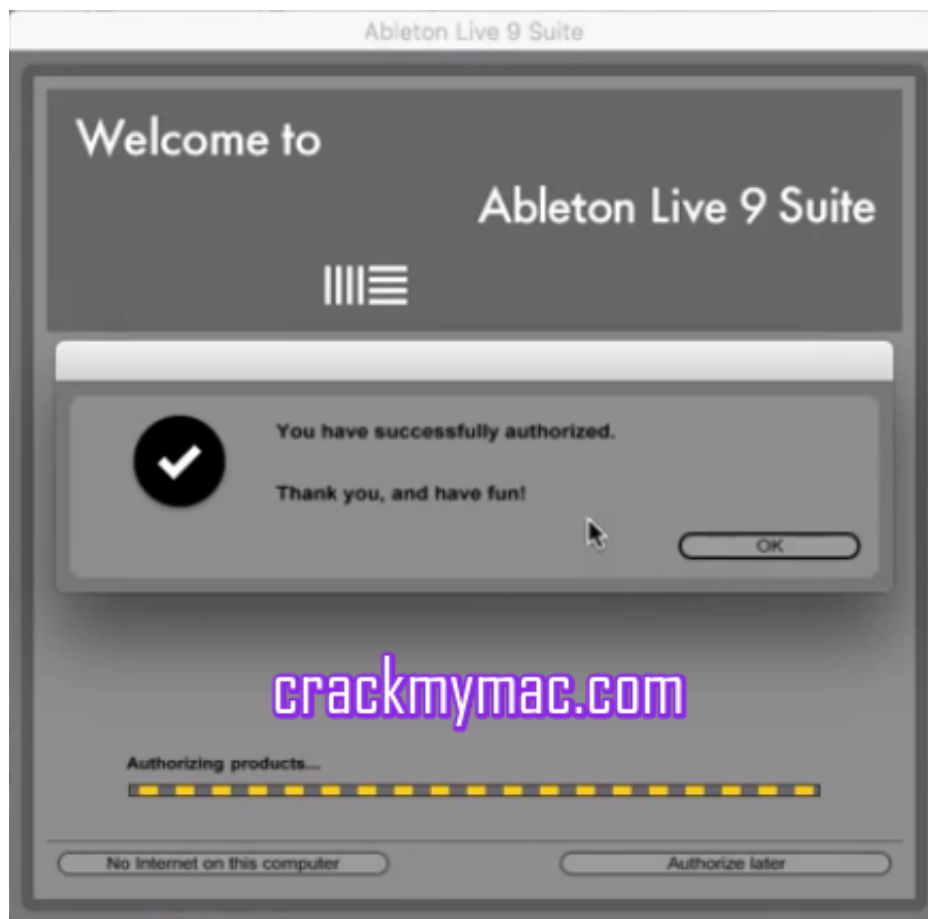 Ableton Live 9 Suite
Welcome to
Ableton Live 9 Suite
You have successfully authorized.
Thank you, and have fun!
OK
crackmymac.com
Authorizing products...
No Internet on this computer
Authorize later